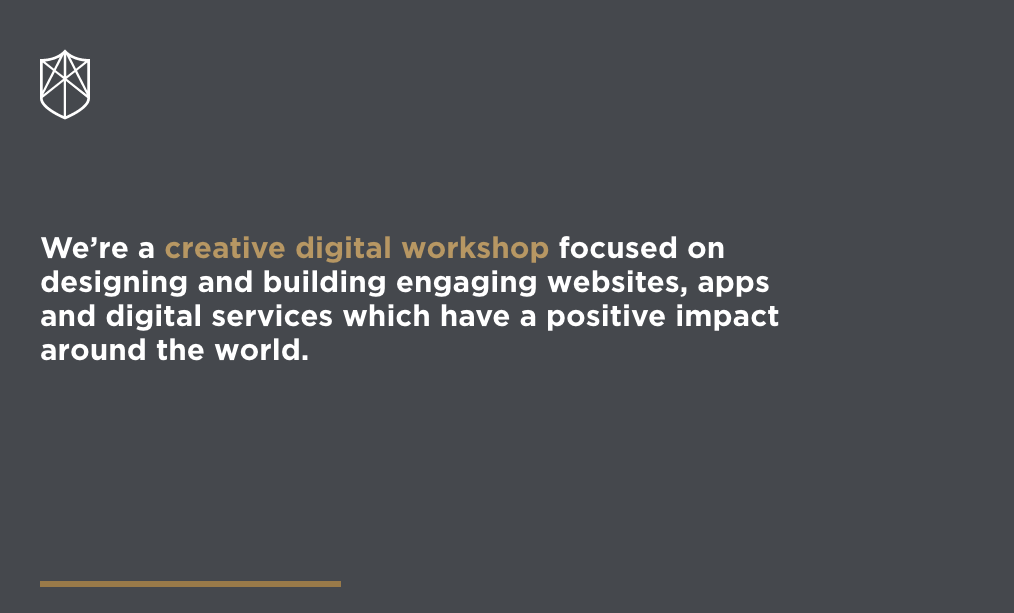 We’re a creative digital workshop focused on
designing and building engaging websites, apps
and digital services which have a positive impact
around the world.